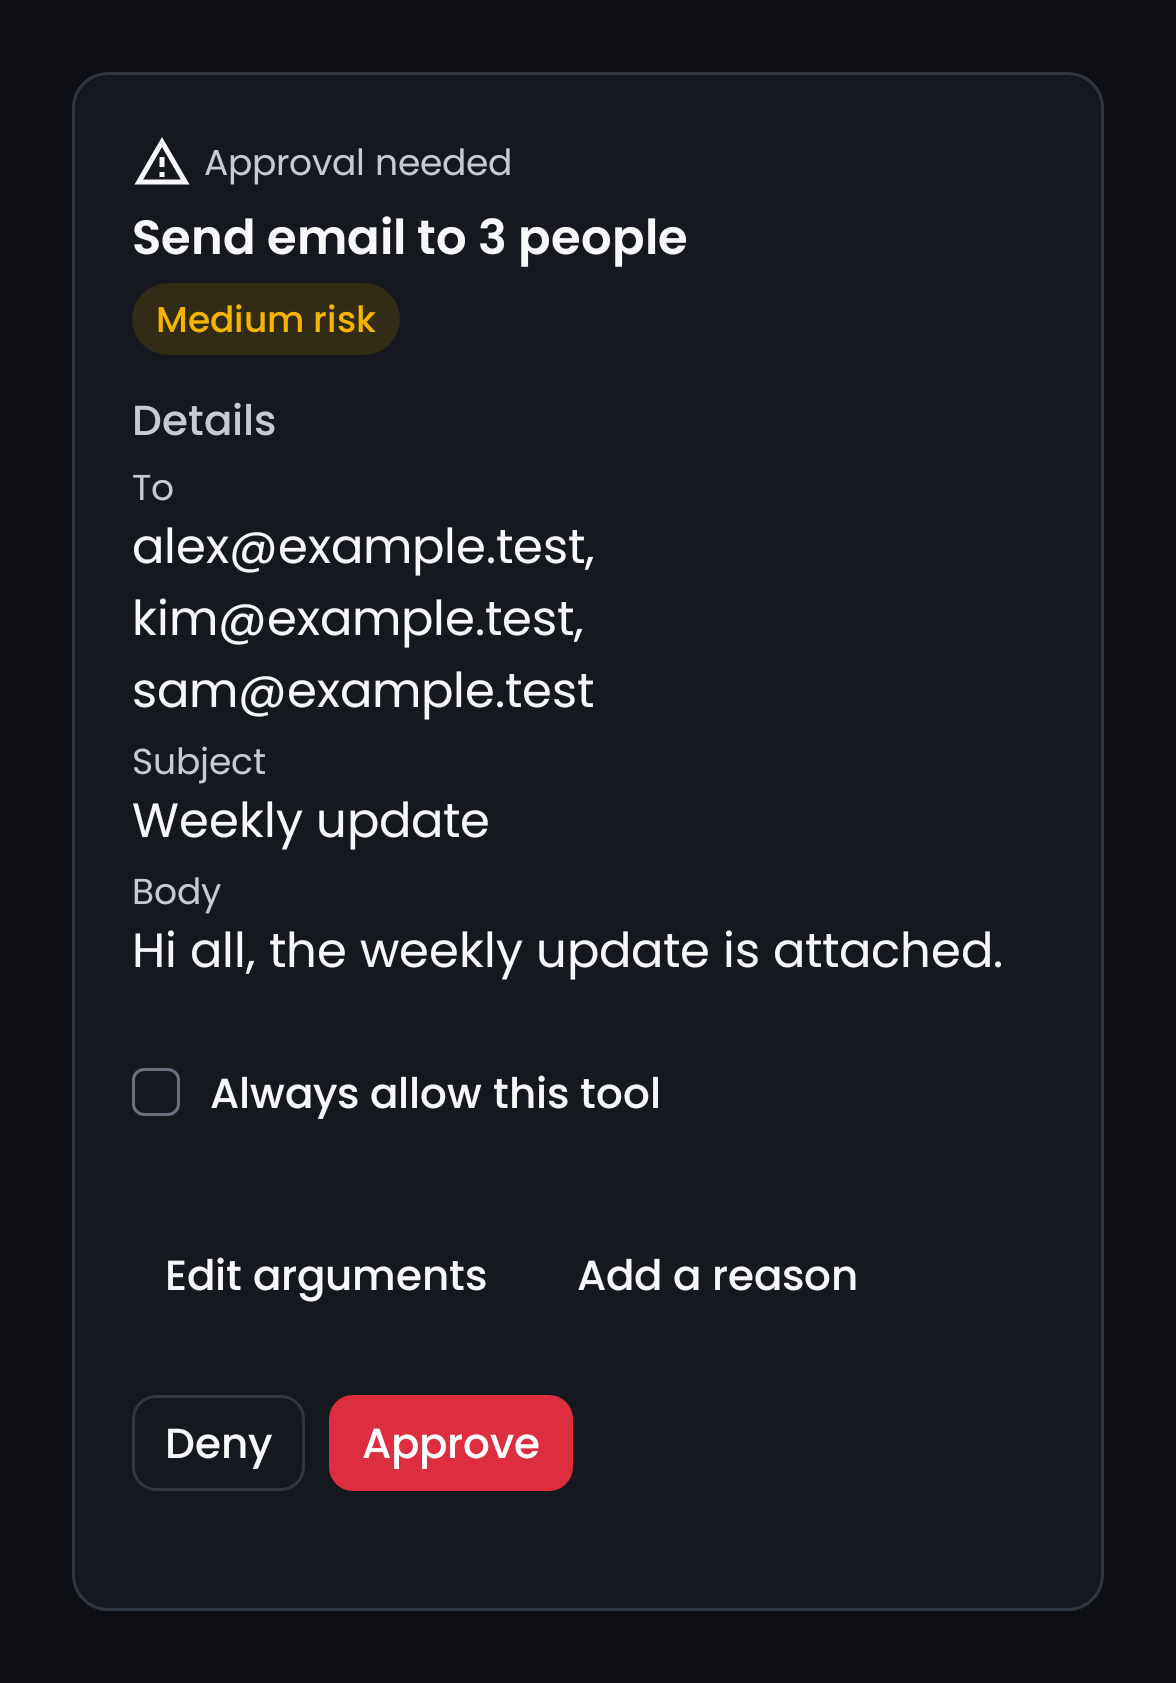 Approval needed
Send email to 3 people
Medium risk
Details
To
alex@example.test,
kim@example.test,
sam@example.test
Subject
Weekly update
Body
Hi all, the weekly update is attached.
Always allow this tool
Edit arguments
Add a reason
Deny
Approve